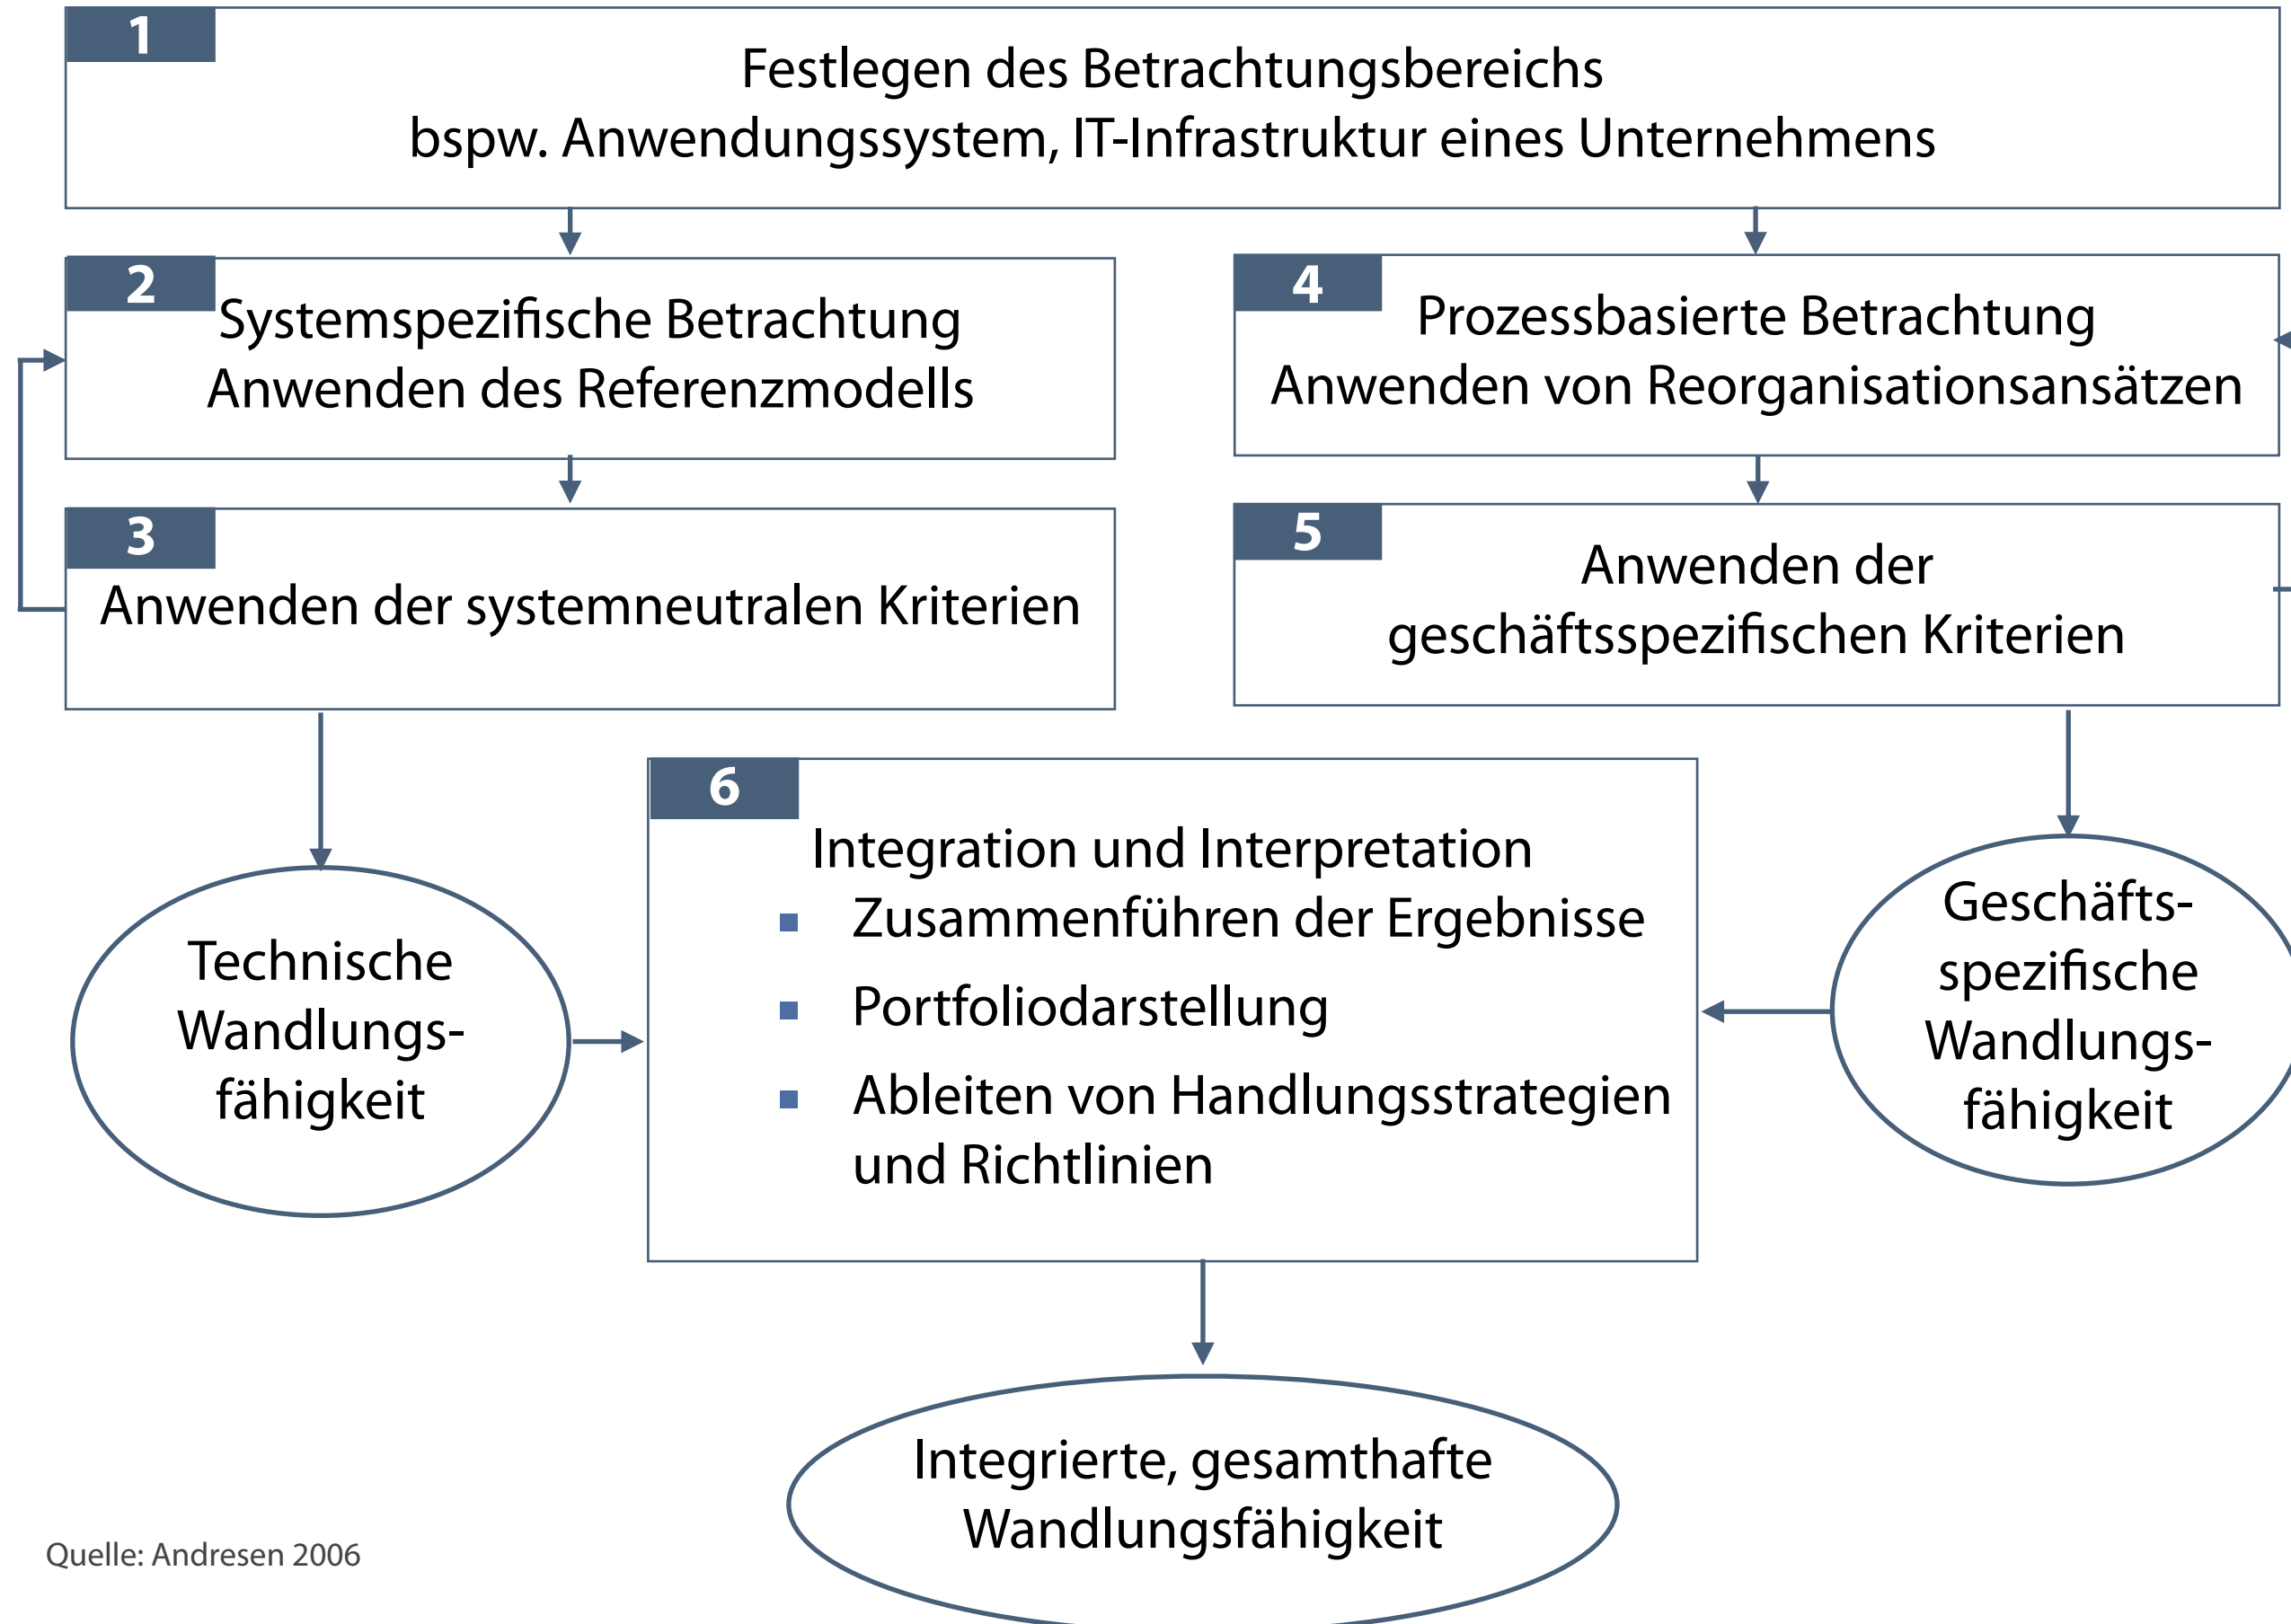 1
Festlegen des Betrachtungsbereichs
bspw. Anwendungssystem, IT-Infrastruktur eines Unternehmens
2
Systemspezifische Betrachtung
Anwenden des Referenzmodells
3
Anwenden der systemneutralen Kriterien
4
Prozessbasierte Betrachtung
Anwenden von Reorganisationsansätzen
5
Anwenden der
geschäftsspezifischen Kriterien
Technische
Wandlungs-
fähigkeit
6
Integration und Interpretation
Zusammenführen der Ergebnisse
Portfoliodarstellung
Ableiten von Handlungsstrategien
und Richtlinien
Geschäfts-
spezifische
Wandlungs-
fähigkeit
Integrierte, gesamthafte
Wandlungsfähigkeit
Quelle: Andresen 2006